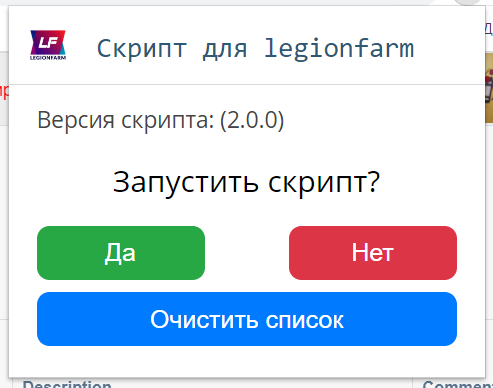 LF
LEGIONFARM
Скрипт для legionfarm
Версия скрипта: (2.0.0)
Запустить скрипт?
Да
Нет
Очистить список
Description
Comment